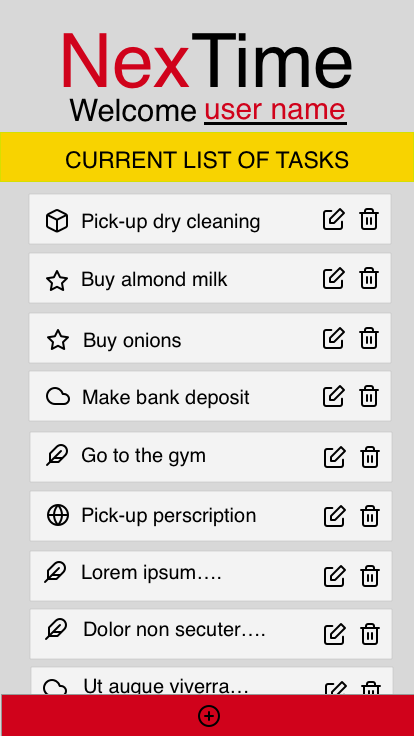 NexTime
Welcome user name
CURRENT LIST OF TASKS
Pick-up dry cleaning
Buy almond milk
Buy onions
Make bank deposit
Go to the gym
Pick-up perscription
Lorem ipsum....
Dolor non secuter....
Ut augue viverra...